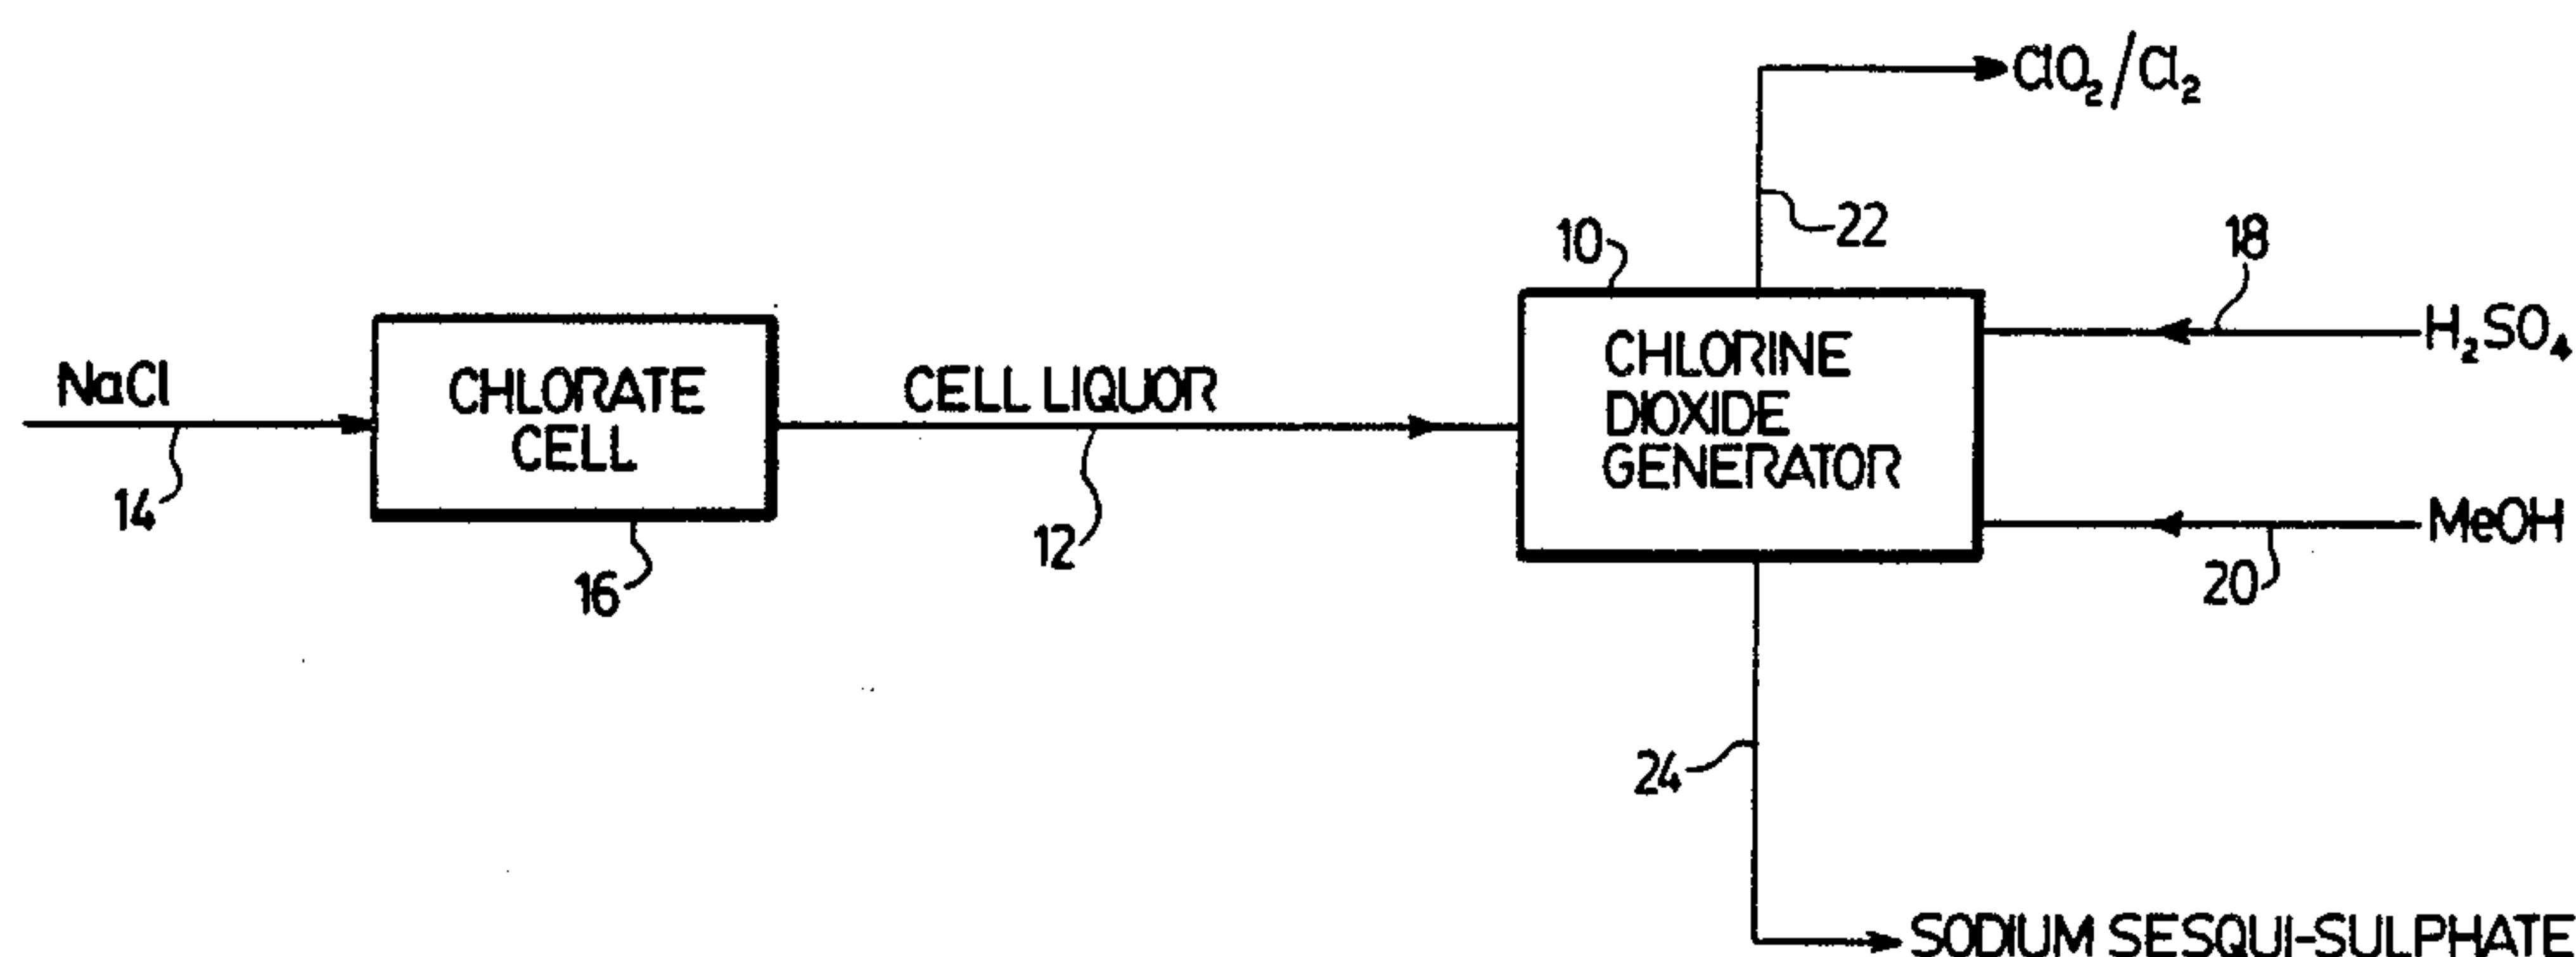 ClO₂/Cl₂
22
10
18
H₂SO₄
NaCl
14
CHLORATE
CELL
16
CELL LIQUOR
12
CHLORINE
DIOXIDE
GENERATOR
MeOH
20
24
SODIUM SESQUI-SULPHATE